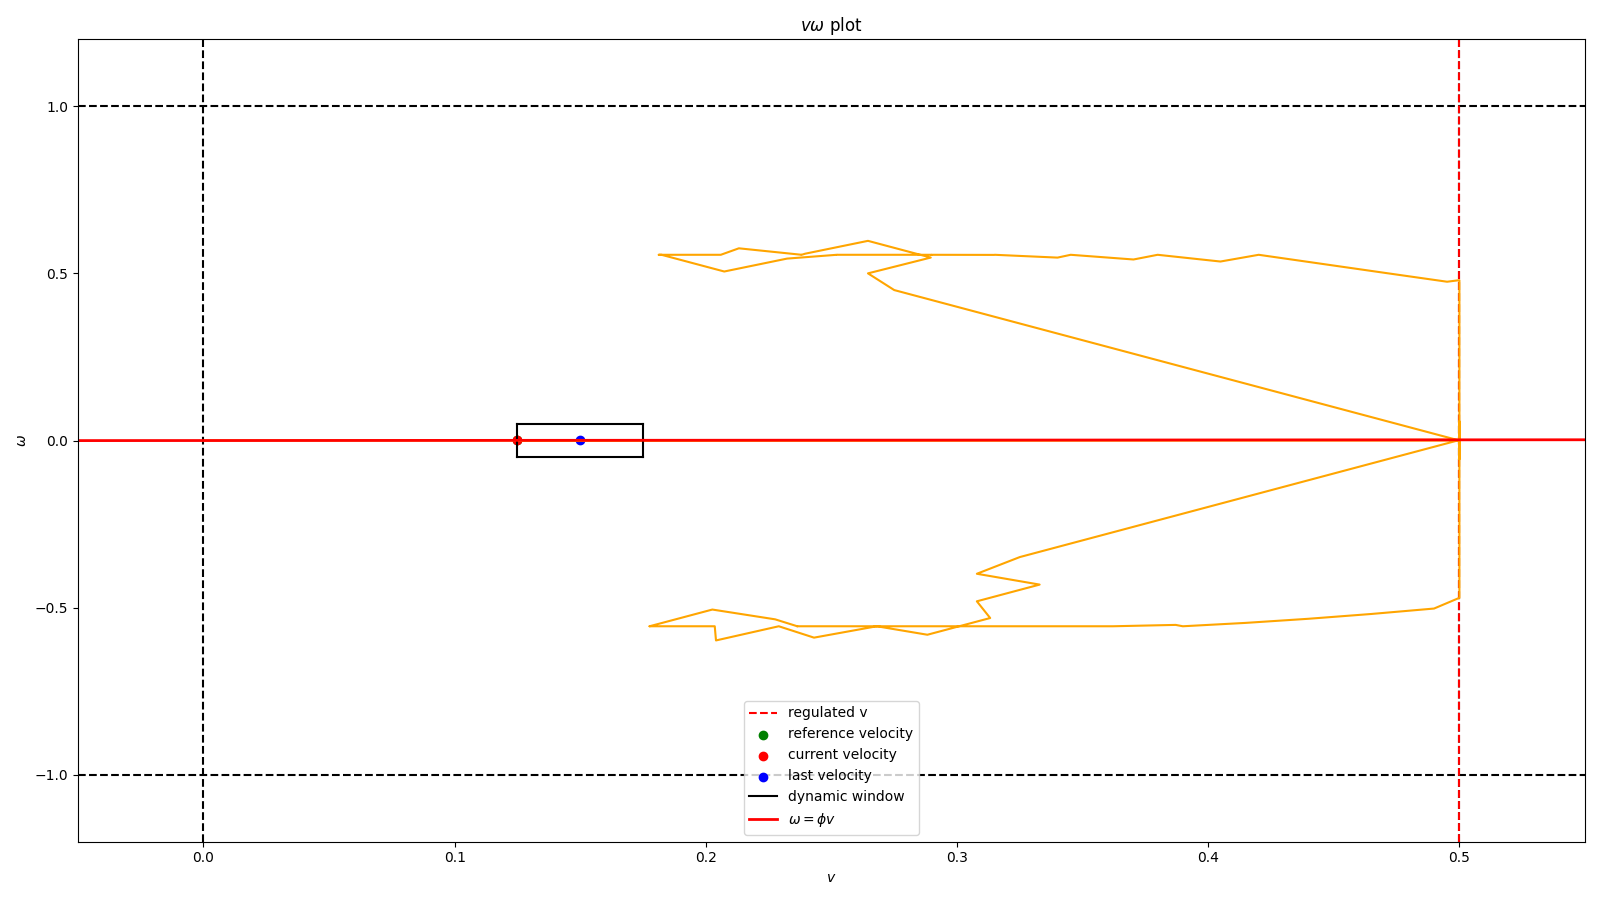 vω plot
1.0
0.5
0.0
−0.5
−1.0
ω
regulated v
reference velocity
current velocity
last velocity
dynamic window
ω = ϕv
0.0 0.1 0.2 0.3 0.4 0.5
v